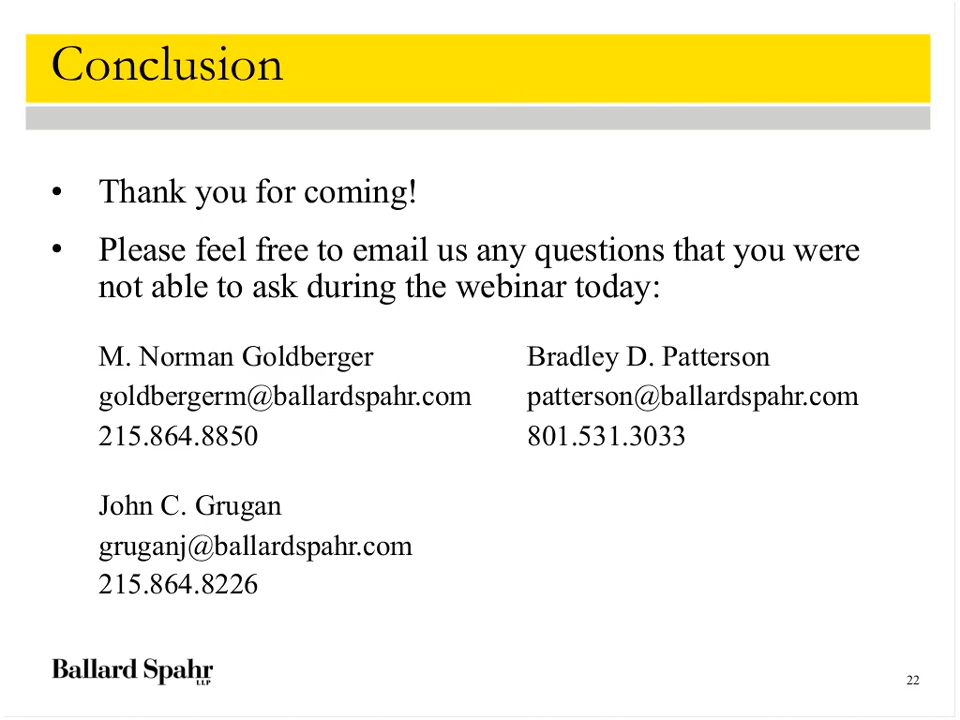 Conclusion
• Thank you for coming!
• Please feel free to email us any questions that you were
not able to ask during the webinar today:
M. Norman Goldberger
goldbergerm@ballardspahr.com
215.864.8850
Bradley D. Patterson
patterson@ballardspahr.com
801.531.3033
John C. Grugan
gruganj@ballardspahr.com
215.864.8226
Ballard Spahr
LLP
22